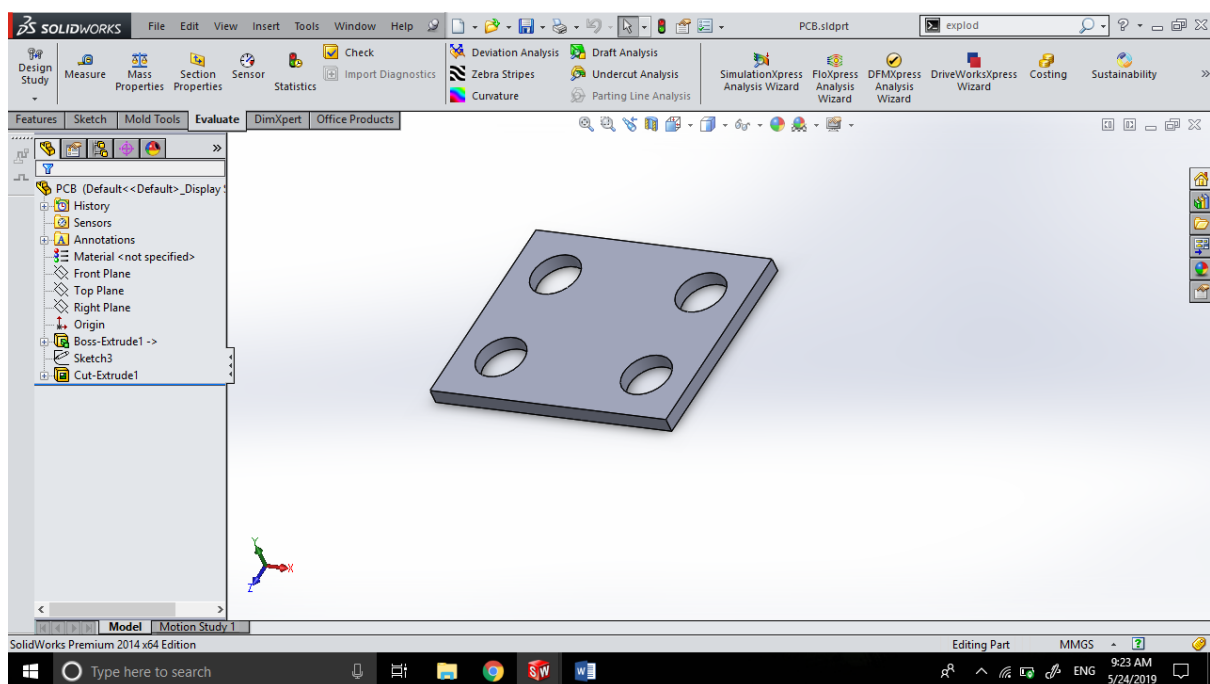 SOLIDWORKS File Edit View Insert Tools Window Help PCB.sldprt explod
Design Study
Measure
Mass Properties
Section Properties
Sensor
Statistics
Check
Import Diagnostics
Deviation Analysis
Zebra Stripes
Curvature
Draft Analysis
Undercut Analysis
Parting Line Analysis
SimulationXpress Analysis Wizard
FloXpress Analysis Wizard
DFMXpress Analysis Wizard
DriveWorksXpress Wizard
Costing
Sustainability
Features Sketch Mold Tools Evaluate DimXpert Office Products
PCB (Default<<Default>_Display
History
Sensors
Annotations
Material <not specified>
Front Plane
Top Plane
Right Plane
Origin
Boss-Extrude1 ->
Sketch3
Cut-Extrude1
Y
X
Z
Model Motion Study 1
SolidWorks Premium 2014 x64 Edition Editing Part MMGS
Type here to search ENG 9:23 AM
5/24/2019